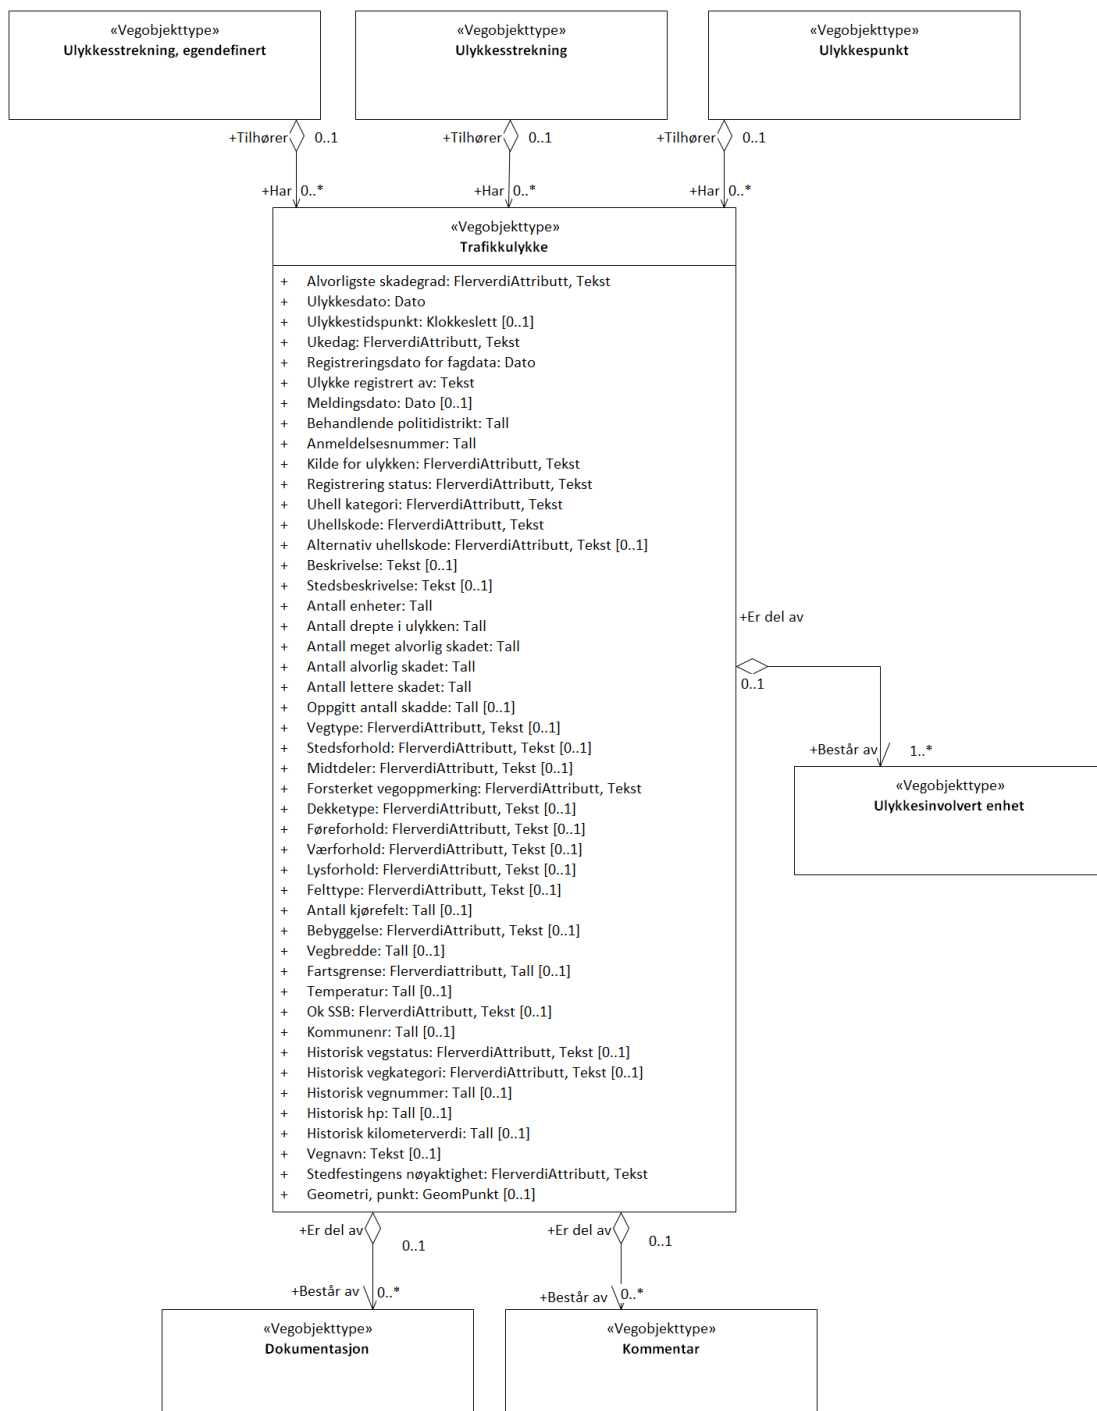 «Vegobjekttype»
Ulykkesstrekning, egendefinert
«Vegobjekttype»
Ulykkesstrekning
«Vegobjekttype»
Ulykkespunkt
+Tilhører 0..1
+Tilhører 0..1
+Tilhører 0..1
+Har 0..*
+Har 0..*
+Har 0..*
«Vegobjekttype»
Trafikkulykke
+ Alvorligste skadegrad: FlerverdiAttributt, Tekst
+ Ulykkesdato: Dato
+ Ulykkestidspunkt: Klokkeslett [0..1]
+ Ukedag: FlerverdiAttributt, Tekst
+ Registreringsdato for fagdata: Dato
+ Ulykke registrert av: Tekst
+ Meldingsdato: Dato [0..1]
+ Behandlende politidistrikt: Tall
+ Anmeldelsesnummer: Tall
+ Kilde for ulykken: FlerverdiAttributt, Tekst
+ Registrering status: FlerverdiAttributt, Tekst
+ Uhell kategori: FlerverdiAttributt, Tekst
+ Uhellskode: FlerverdiAttributt, Tekst
+ Alternativ uhellskode: FlerverdiAttributt, Tekst [0..1]
+ Beskrivelse: Tekst [0..1]
+ Stedsbeskrivelse: Tekst [0..1]
+ Antall enheter: Tall
+ Antall drepte i ulykken: Tall
+ Antall meget alvorlig skadet: Tall
+ Antall alvorlig skadet: Tall
+ Antall lettere skadet: Tall
+ Oppgitt antall skadde: Tall [0..1]
+ Vegtype: FlerverdiAttributt, Tekst [0..1]
+ Stedsforhold: FlerverdiAttributt, Tekst [0..1]
+ Midtdeler: FlerverdiAttributt, Tekst [0..1]
+ Forsterket vegoppmerking: FlerverdiAttributt, Tekst
+ Dekketype: FlerverdiAttributt, Tekst [0..1]
+ Føreforhold: FlerverdiAttributt, Tekst [0..1]
+ Værforhold: FlerverdiAttributt, Tekst [0..1]
+ Lysforhold: FlerverdiAttributt, Tekst [0..1]
+ Felttype: FlerverdiAttributt, Tekst [0..1]
+ Antall kjørefelt: Tall [0..1]
+ Bebyggelse: FlerverdiAttributt, Tekst [0..1]
+ Vegbredde: Tall [0..1]
+ Fartsgrense: Flerverdiattributt, Tall [0..1]
+ Temperatur: Tall [0..1]
+ Ok SSB: FlerverdiAttributt, Tekst [0..1]
+ Kommunenr: Tall [0..1]
+ Historisk vegstatus: FlerverdiAttributt, Tekst [0..1]
+ Historisk vegkategori: FlerverdiAttributt, Tekst [0..1]
+ Historisk vegnummer: Tall [0..1]
+ Historisk hp: Tall [0..1]
+ Historisk kilometerverdi: Tall [0..1]
+ Vegnavn: Tekst [0..1]
+ Stedfestingens nøyaktighet: FlerverdiAttributt, Tekst
+ Geometri, punkt: GeomPunkt [0..1]
+Er del av
0..1
+Består av 1..*
«Vegobjekttype»
Ulykkesinvolvert enhet
+Er del av
0..1
+Er del av
0..1
+Består av 0..*
+Består av 0..*
«Vegobjekttype»
Dokumentasjon
«Vegobjekttype»
Kommentar